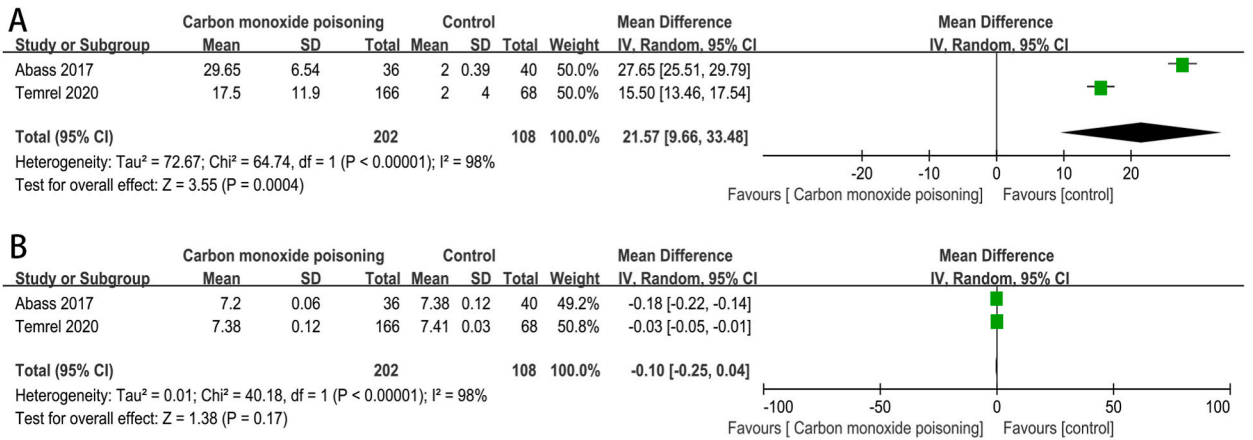 A
Carbon monoxide poisoning Control Mean Difference Mean Difference
Study or Subgroup Mean SD Total Mean SD Total Weight IV, Random, 95% CI IV, Random, 95% CI
Abass 2017 29.65 6.54 36 2 0.39 40 50.0% 27.65 [25.51, 29.79]
Temrel 2020 17.5 11.9 166 2 4 68 50.0% 15.50 [13.46, 17.54]
Total (95% CI) 202 108 100.0% 21.57 [9.66, 33.48]
Heterogeneity: Tau² = 72.67; Chi² = 64.74, df = 1 (P < 0.00001); I² = 98%
Test for overall effect: Z = 3.55 (P = 0.0004)
-20 -10 0 10 20
Favours [ Carbon monoxide poisoning] Favours [control]
B
Carbon monoxide poisoning Control Mean Difference Mean Difference
Study or Subgroup Mean SD Total Mean SD Total Weight IV, Random, 95% CI IV, Random, 95% CI
Abass 2017 7.2 0.06 36 7.38 0.12 40 49.2% -0.18 [-0.22, -0.14]
Temrel 2020 7.38 0.12 166 7.41 0.03 68 50.8% -0.03 [-0.05, -0.01]
Total (95% CI) 202 108 100.0% -0.10 [-0.25, 0.04]
Heterogeneity: Tau² = 0.01; Chi² = 40.18, df = 1 (P < 0.00001); I² = 98%
Test for overall effect: Z = 1.38 (P = 0.17)
-100 -50 0 50 100
Favours [ Carbon monoxide poisoning] Favours [control]